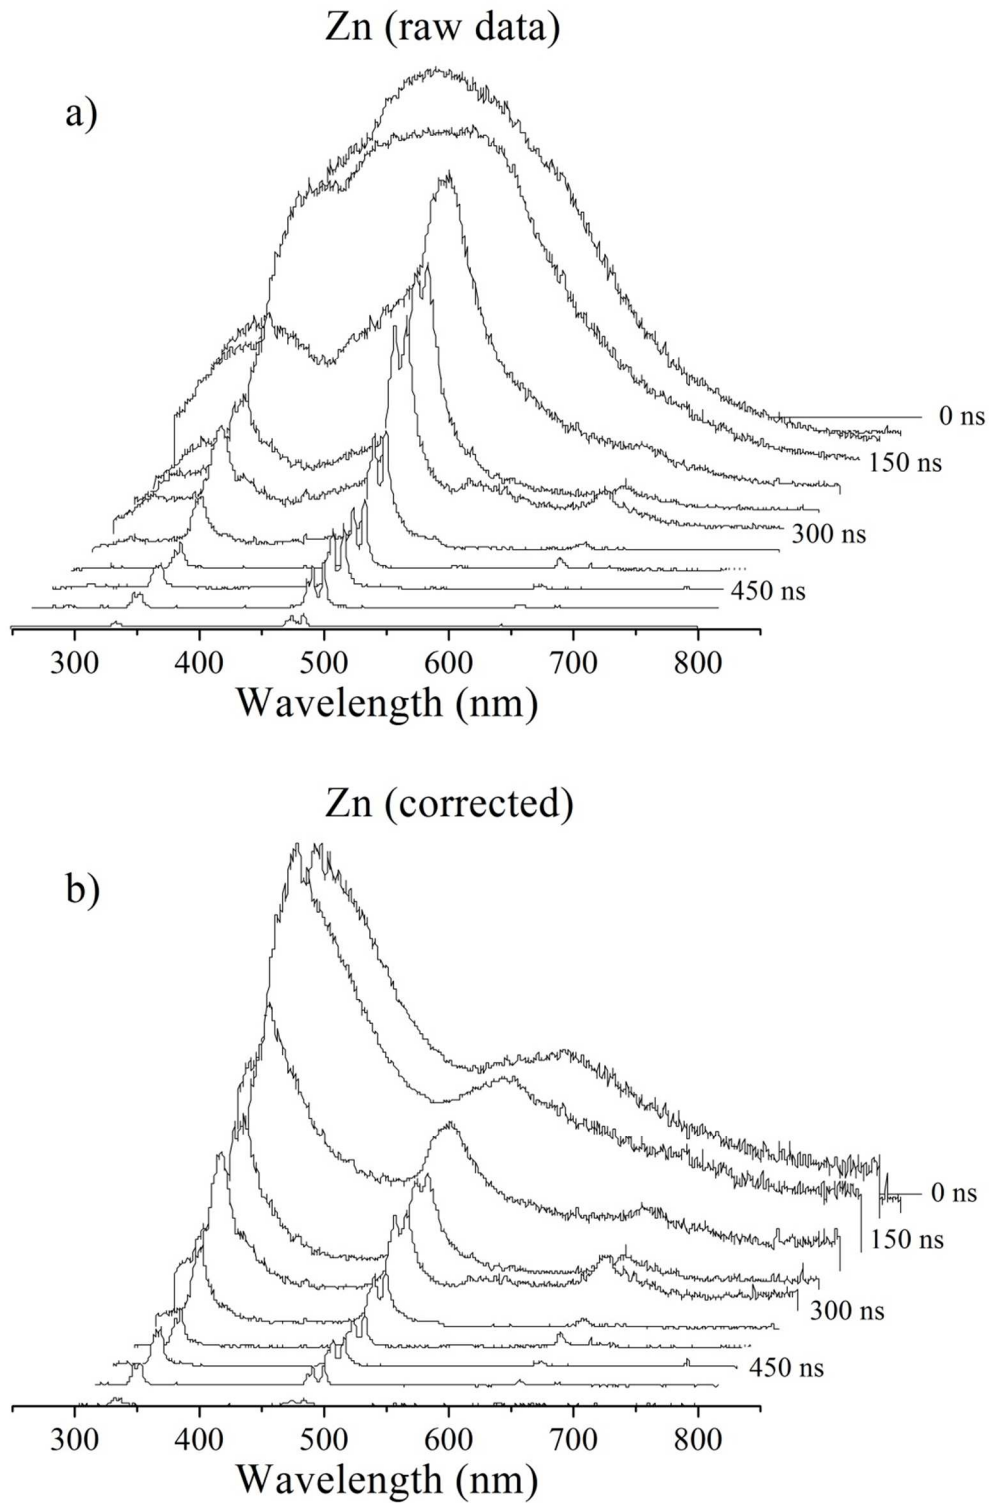 Zn (raw data)
a)
0 ns
150 ns
300 ns
450 ns
300 400 500 600 700 800
Wavelength (nm)
Zn (corrected)
b)
0 ns
150 ns
300 ns
450 ns
300 400 500 600 700 800
Wavelength (nm)